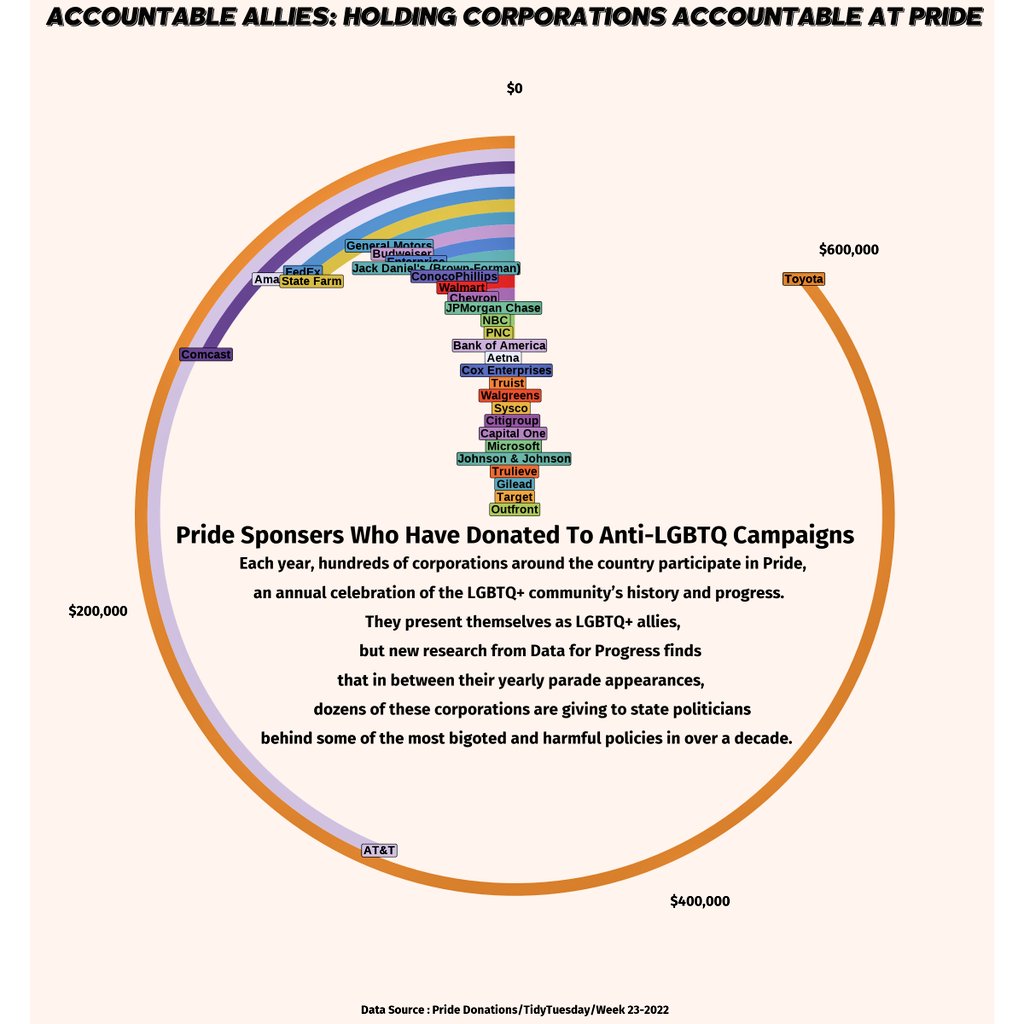 ACCOUNTABLE ALLIES: HOLDING CORPORATIONS ACCOUNTABLE AT PRIDE
$0
$600,000
General Motors
Budweiser
Enterprise
Jack Daniel's (Brown-Forman)
FedEx
Ama
State Farm
Toyota
ConocoPhillips
Walmart
Chevron
JPMorgan Chase
NBC
PNC
Bank of America
Comcast
Aetna
Cox Enterprises
Truist
Walgreens
Sysco
Citigroup
Capital One
Microsoft
Johnson & Johnson
Trulieve
Gilead
Target
Outfront
Pride Sponsers Who Have Donated To Anti-LGBTQ Campaigns
Each year, hundreds of corporations around the country participate in Pride,
an annual celebration of the LGBTQ+ community’s history and progress.
$200,000
They present themselves as LGBTQ+ allies,
but new research from Data for Progress finds
that in between their yearly parade appearances,
dozens of these corporations are giving to state politicians
behind some of the most bigoted and harmful policies in over a decade.
AT&T
$400,000
Data Source : Pride Donations/TidyTuesday/Week 23-2022